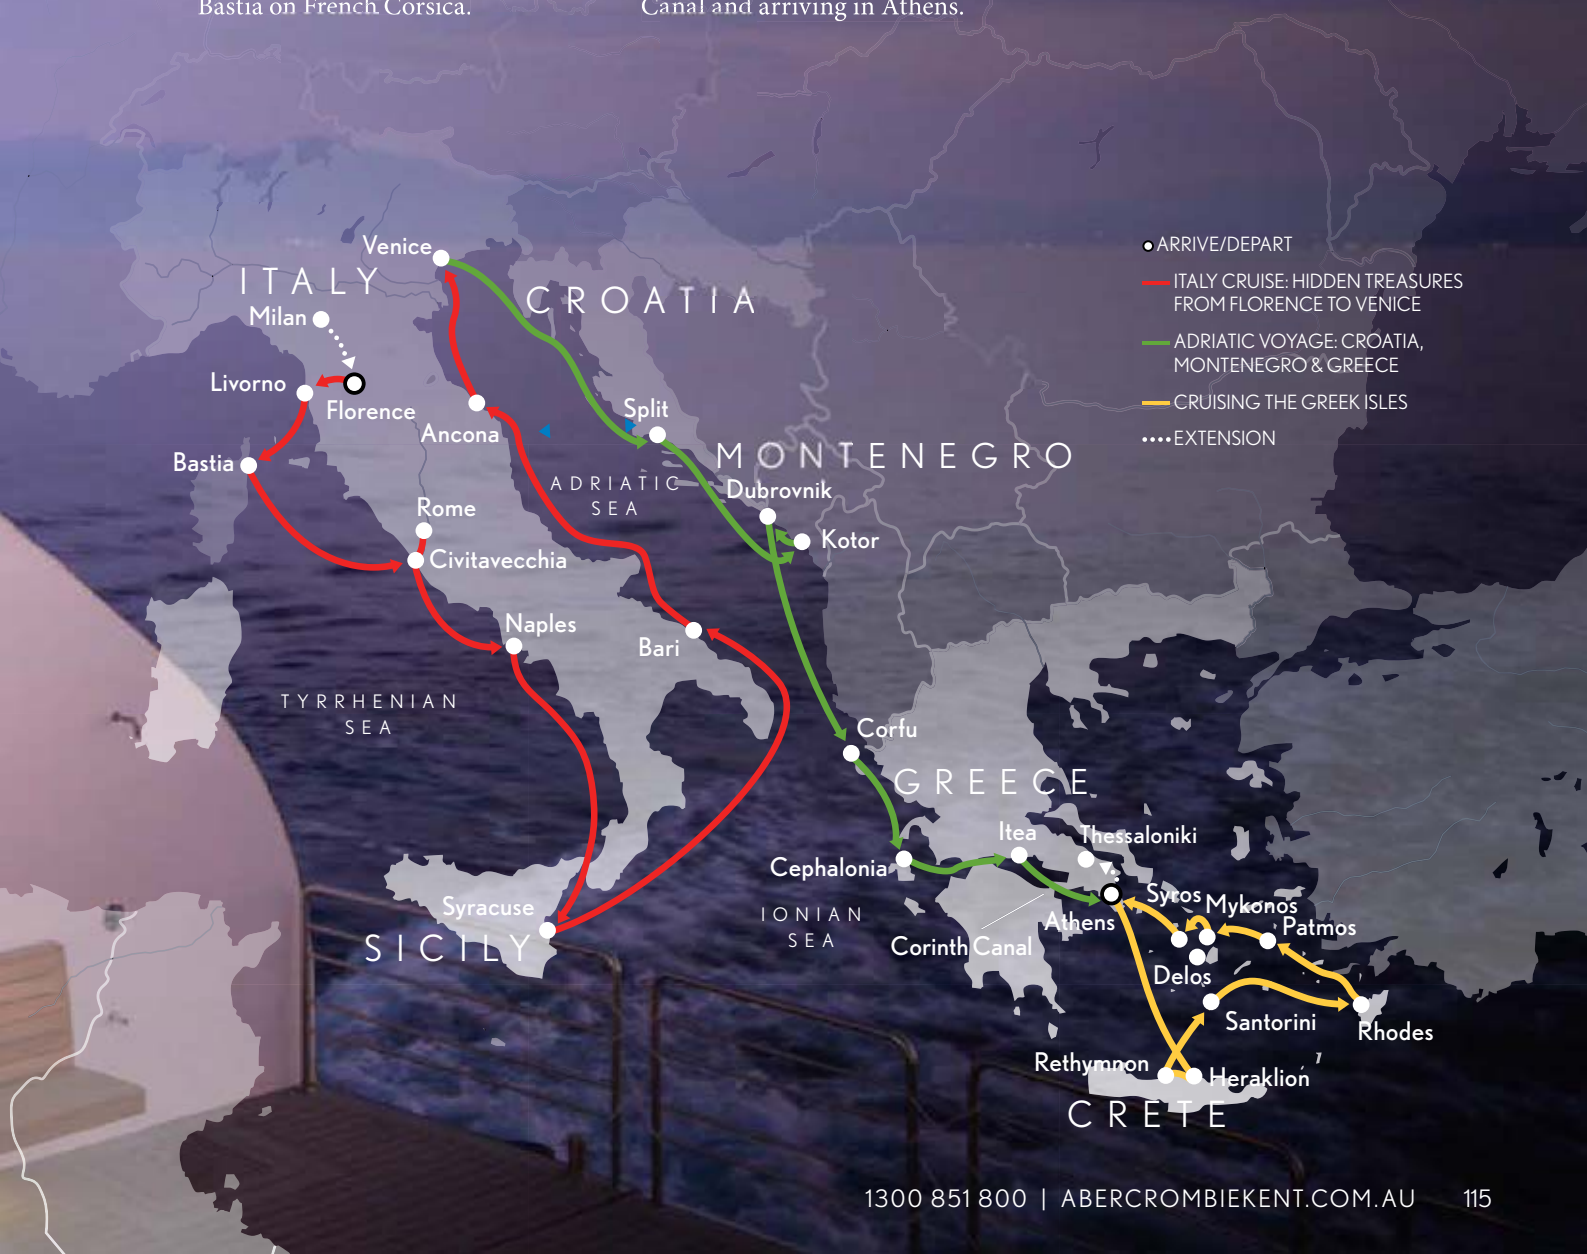 Bastia on French Corsica.
Canal and arriving in Athens.
Venice
ITALY
CROATIA
Milan
Livorno
Florence
Ancona
Split
Bastia
ADRIATIC
SEA
MONTENEGRO
Dubrovnik
Kotor
Rome
Civitavecchia
Naples
Bari
TYRRHENIAN
SEA
Corfu
GREECE
Itea
Thessaloniki
Cephalonia
Syros
Mykonos
Patmos
Athens
Corinth Canal
Delos
IONIAN
SEA
Syracuse
SICILY
Santorini
Rhodes
Rethymnon
Heraklion
CRETE
ARRIVE/DEPART
ITALY CRUISE: HIDDEN TREASURES
FROM FLORENCE TO VENICE
ADRIATIC VOYAGE: CROATIA,
MONTENEGRO & GREECE
CRUISING THE GREEK ISLES
EXTENSION
1300 851 800 | ABERCROMBIEKENT.COM.AU 115